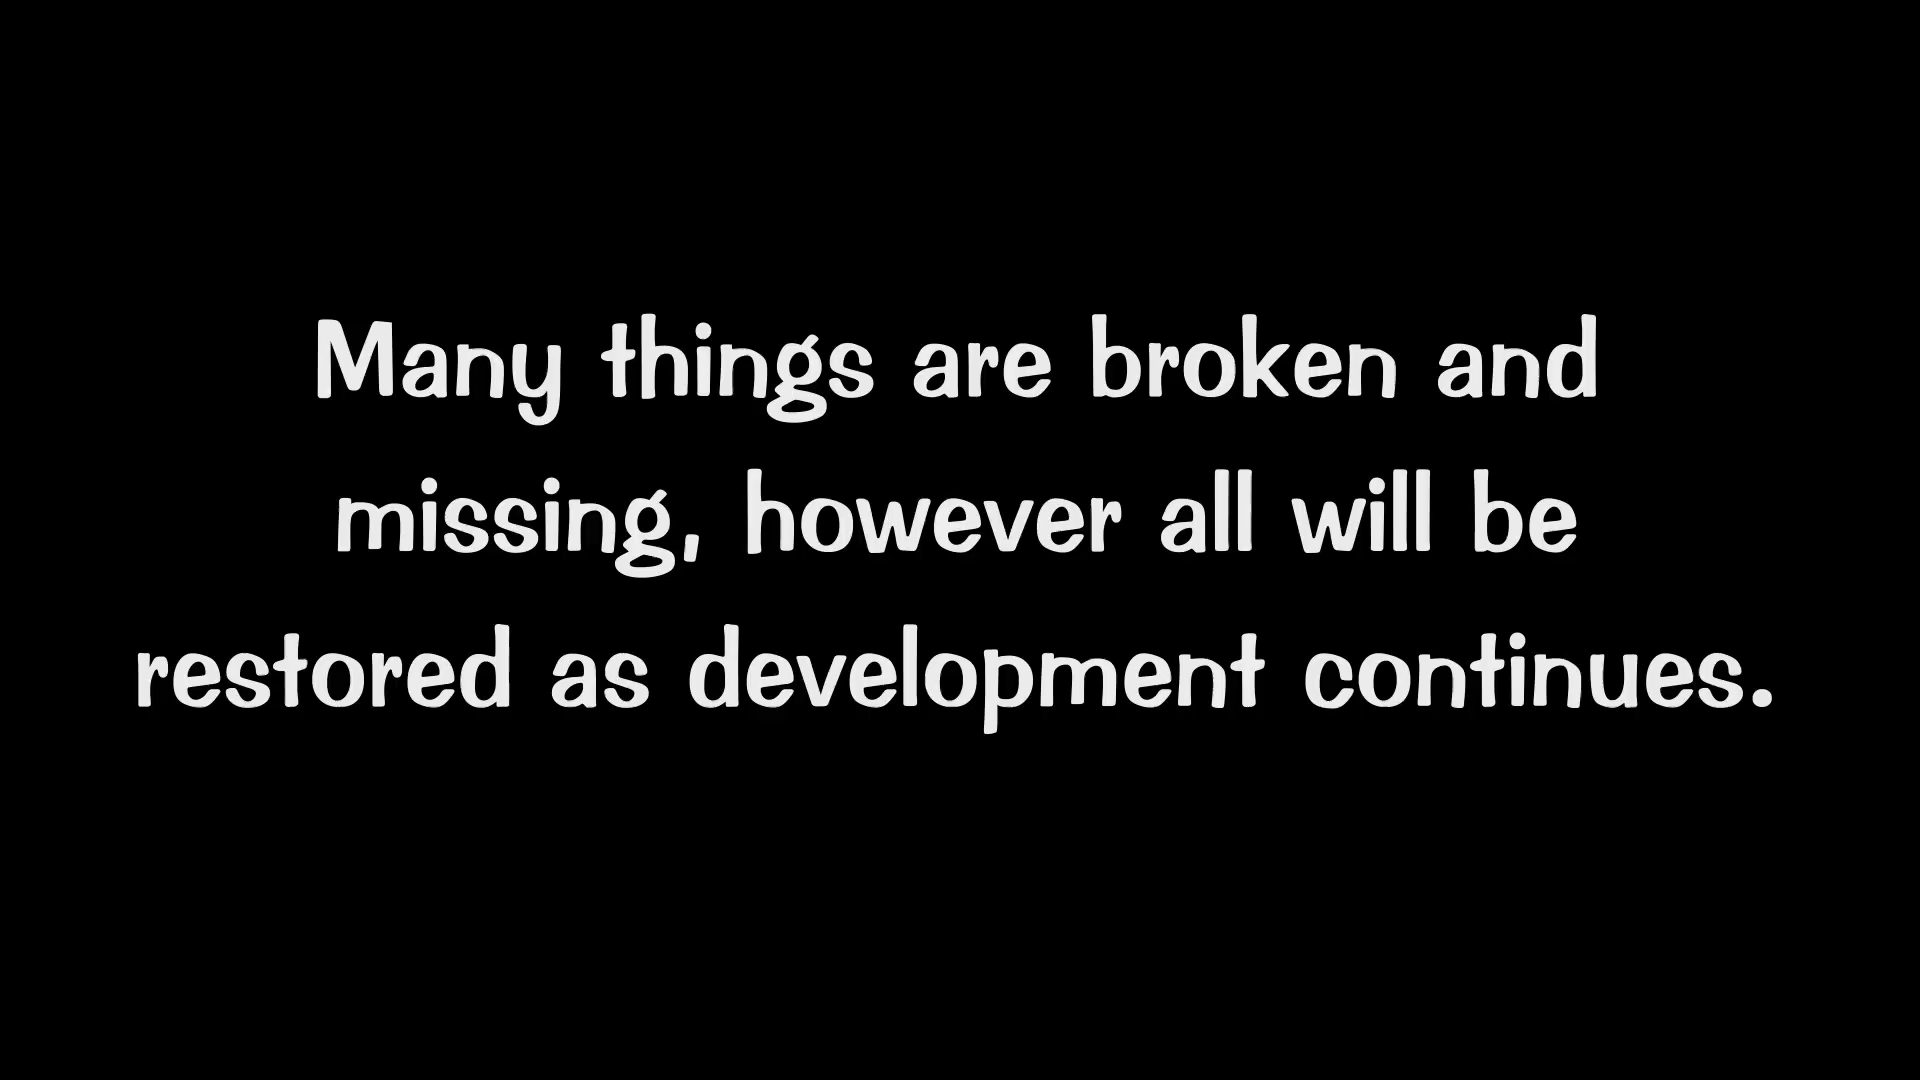 Many things are broken and
missing, however all will be
restored as development continues.